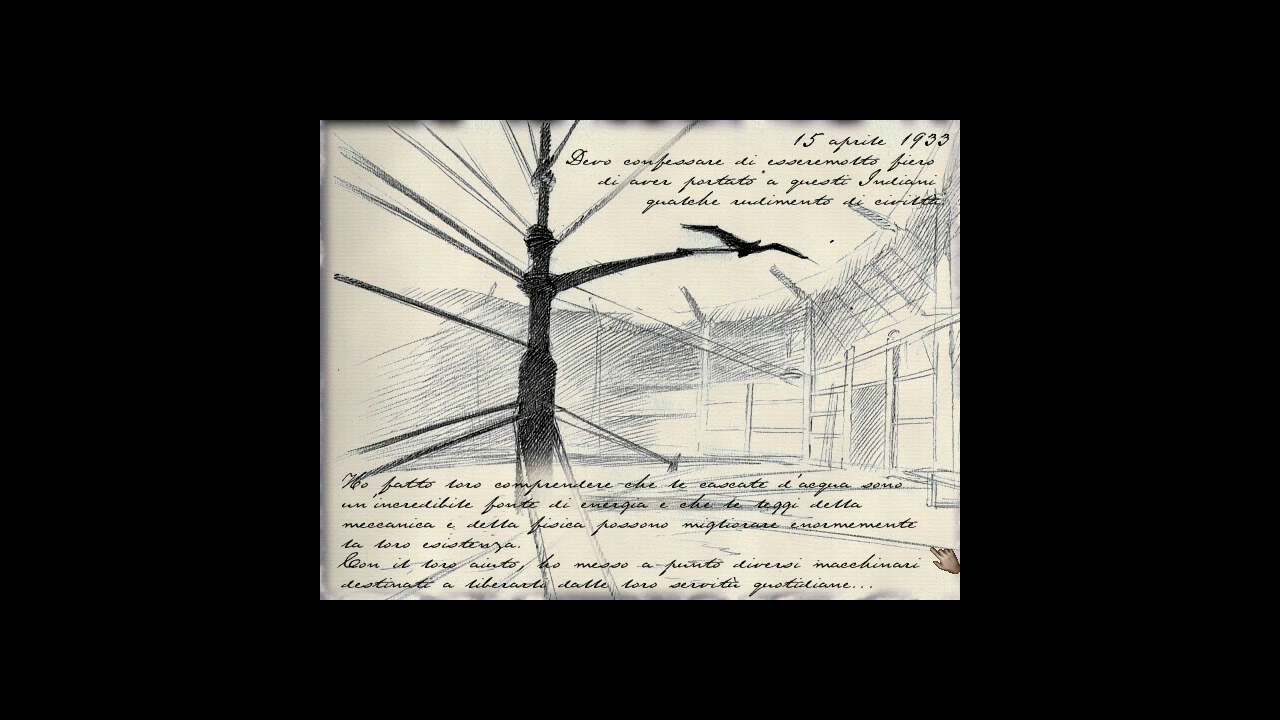 15 aprile 1933
Devo confessare di esseremolto fiero
di aver portato a questi Indiani
qualche rudimento di civiltà.
Ho fatto loro comprendere che le cascate d'acqua sono
un'incredibile fonte di energia e che le leggi della
meccanica e della fisica possono migliorare enormemente
la loro esistenza.
Con il loro aiuto, ho messo a punto diversi macchinari
destinati a liberarli dalle loro servitù quotidiane...